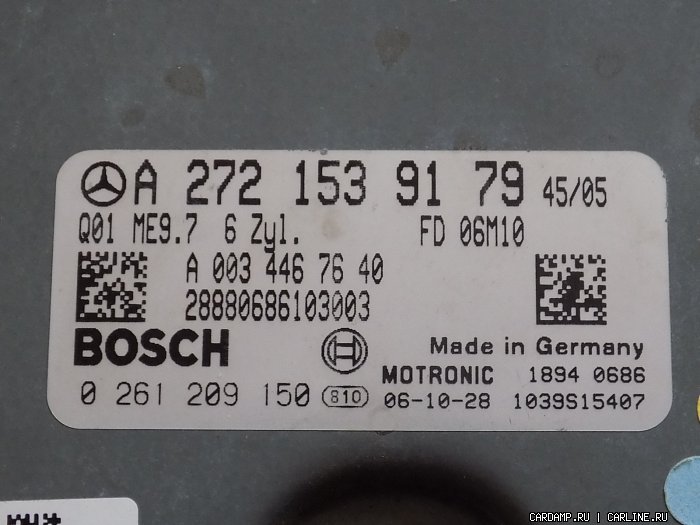 A 272 153 91 79 45/05
Q01 ME9.7 6 Zyl. FD 06M10
A 003 446 76 40
28880686103003
BOSCH
Made in Germany
MOTRONIC 1894 0686
0 261 209 150 810 06-10-28 1039S15407
CARDAMP.RU | CARLINE.RU